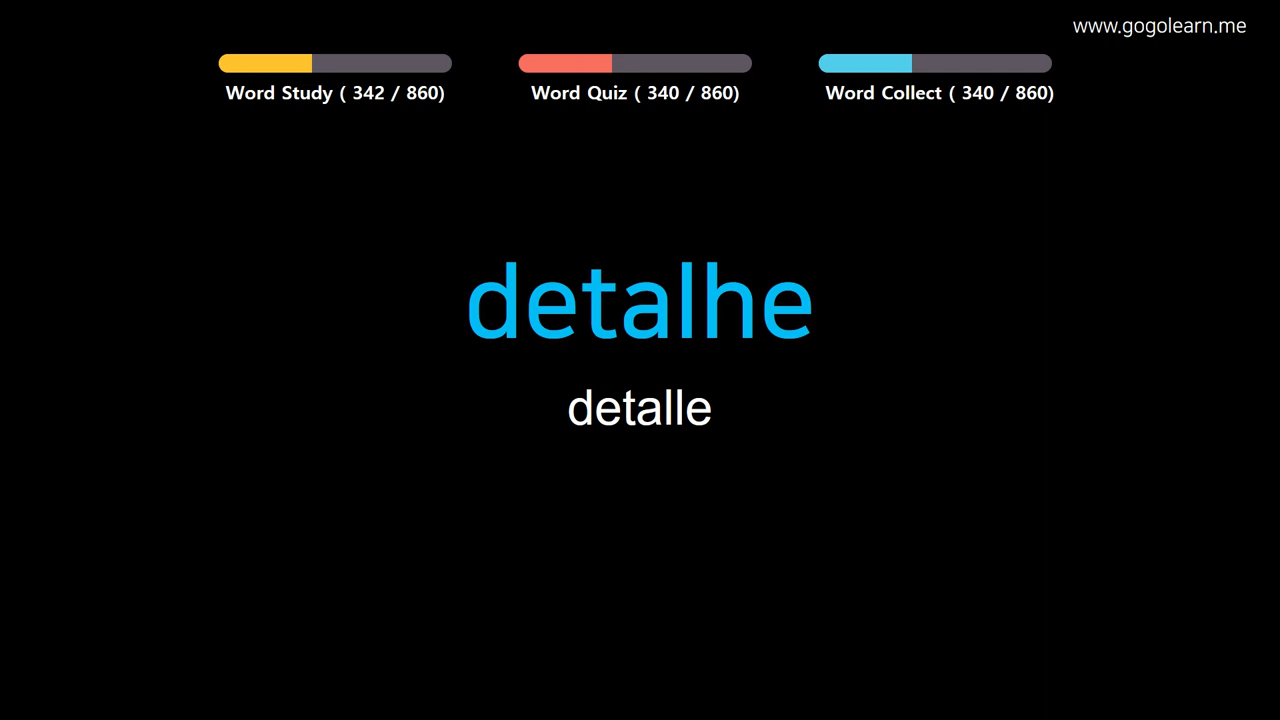 www.gogolearn.me
Word Study ( 342 / 860)
Word Quiz ( 340 / 860)
Word Collect ( 340 / 860)
detalhe
detalle